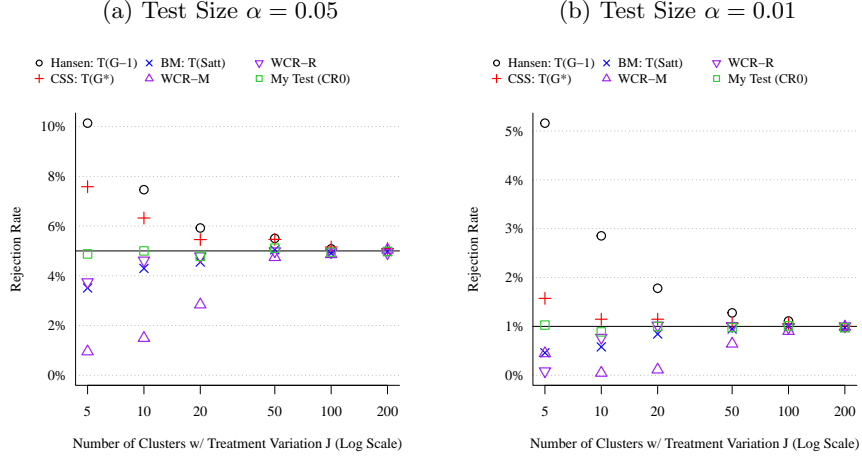 (a) Test Size α = 0.05
Hansen: T(G−1) BM: T(Satt) WCR−R
CSS: T(G*) WCR−M My Test (CR0)
10%
8%
6%
4%
2%
0%
Rejection Rate
5 10 20 50 100 200
Number of Clusters w/ Treatment Variation J (Log Scale)
(b) Test Size α = 0.01
Hansen: T(G−1) BM: T(Satt) WCR−R
CSS: T(G*) WCR−M My Test (CR0)
5%
4%
3%
2%
1%
0%
Rejection Rate
5 10 20 50 100 200
Number of Clusters w/ Treatment Variation J (Log Scale)